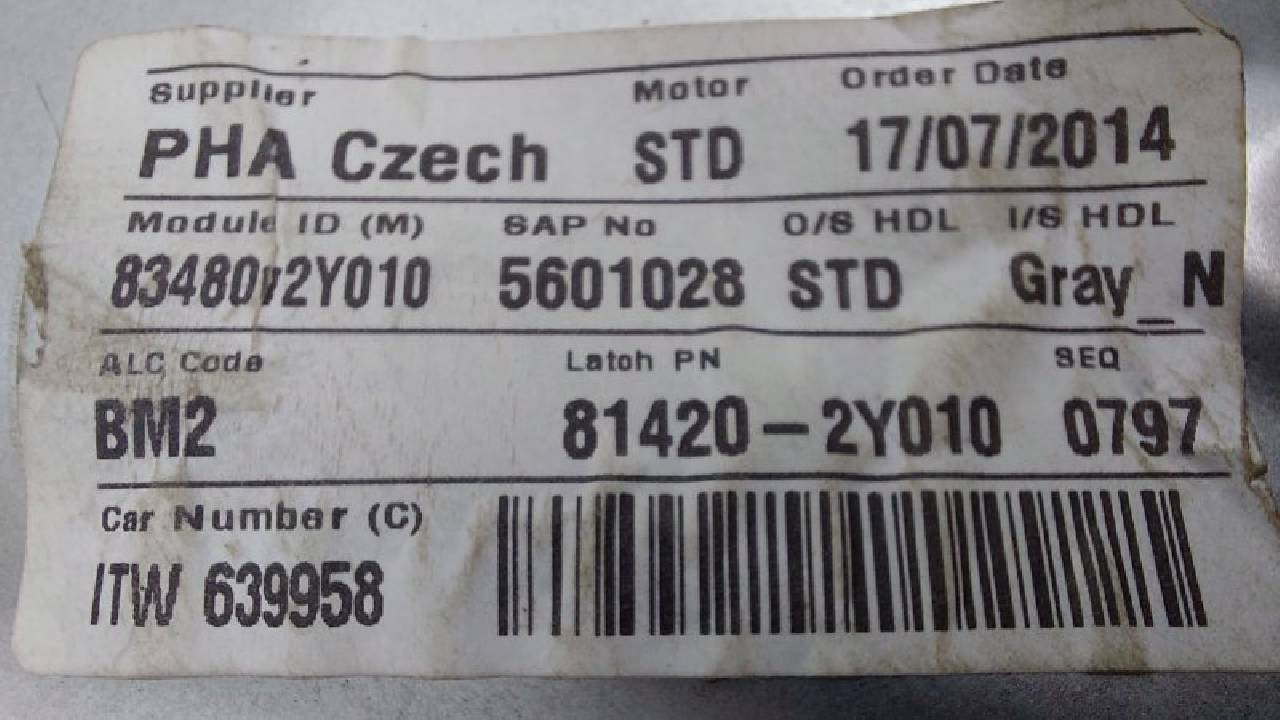 Supplier Motor Order Date
PHA Czech STD 17/07/2014
Module ID (M) SAP No O/S HDL I/S HDL
83480v2Y010 5601028 STD Gray_N
ALC Code Latch PN SEQ
BM2 81420-2Y010 0797
Car Number (C)
ITW 639958